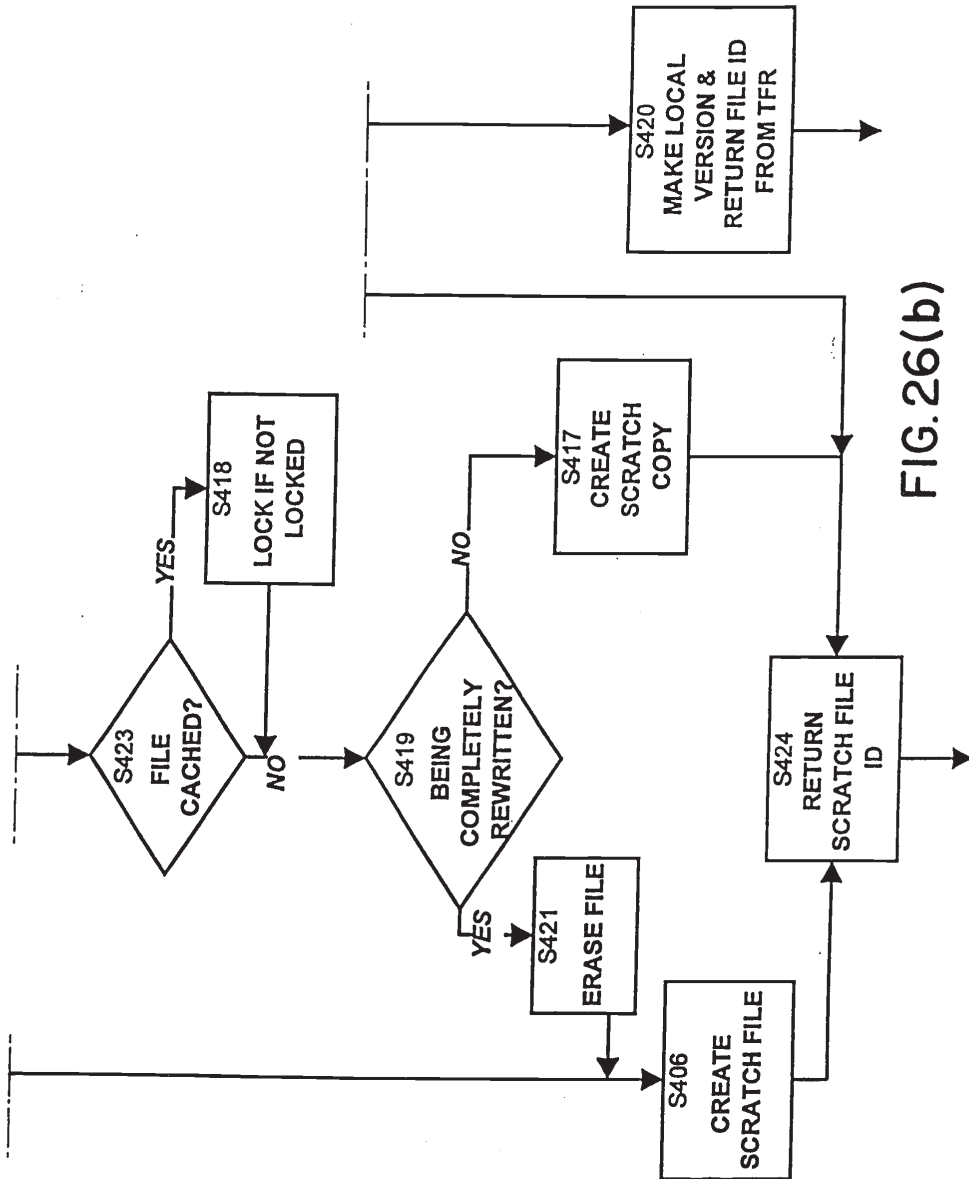 S423
FILE
CACHED?
YES
S418
LOCK IF NOT
LOCKED
NO
S419
BEING
COMPLETELY
REWRITTEN?
YES
S421
ERASE FILE
NO
S417
CREATE
SCRATCH
COPY
S406
CREATE
SCRATCH FILE
S424
RETURN
SCRATCH FILE
ID
S420
MAKE LOCAL
VERSION &
RETURN FILE ID
FROM TFR
FIG.26(b)